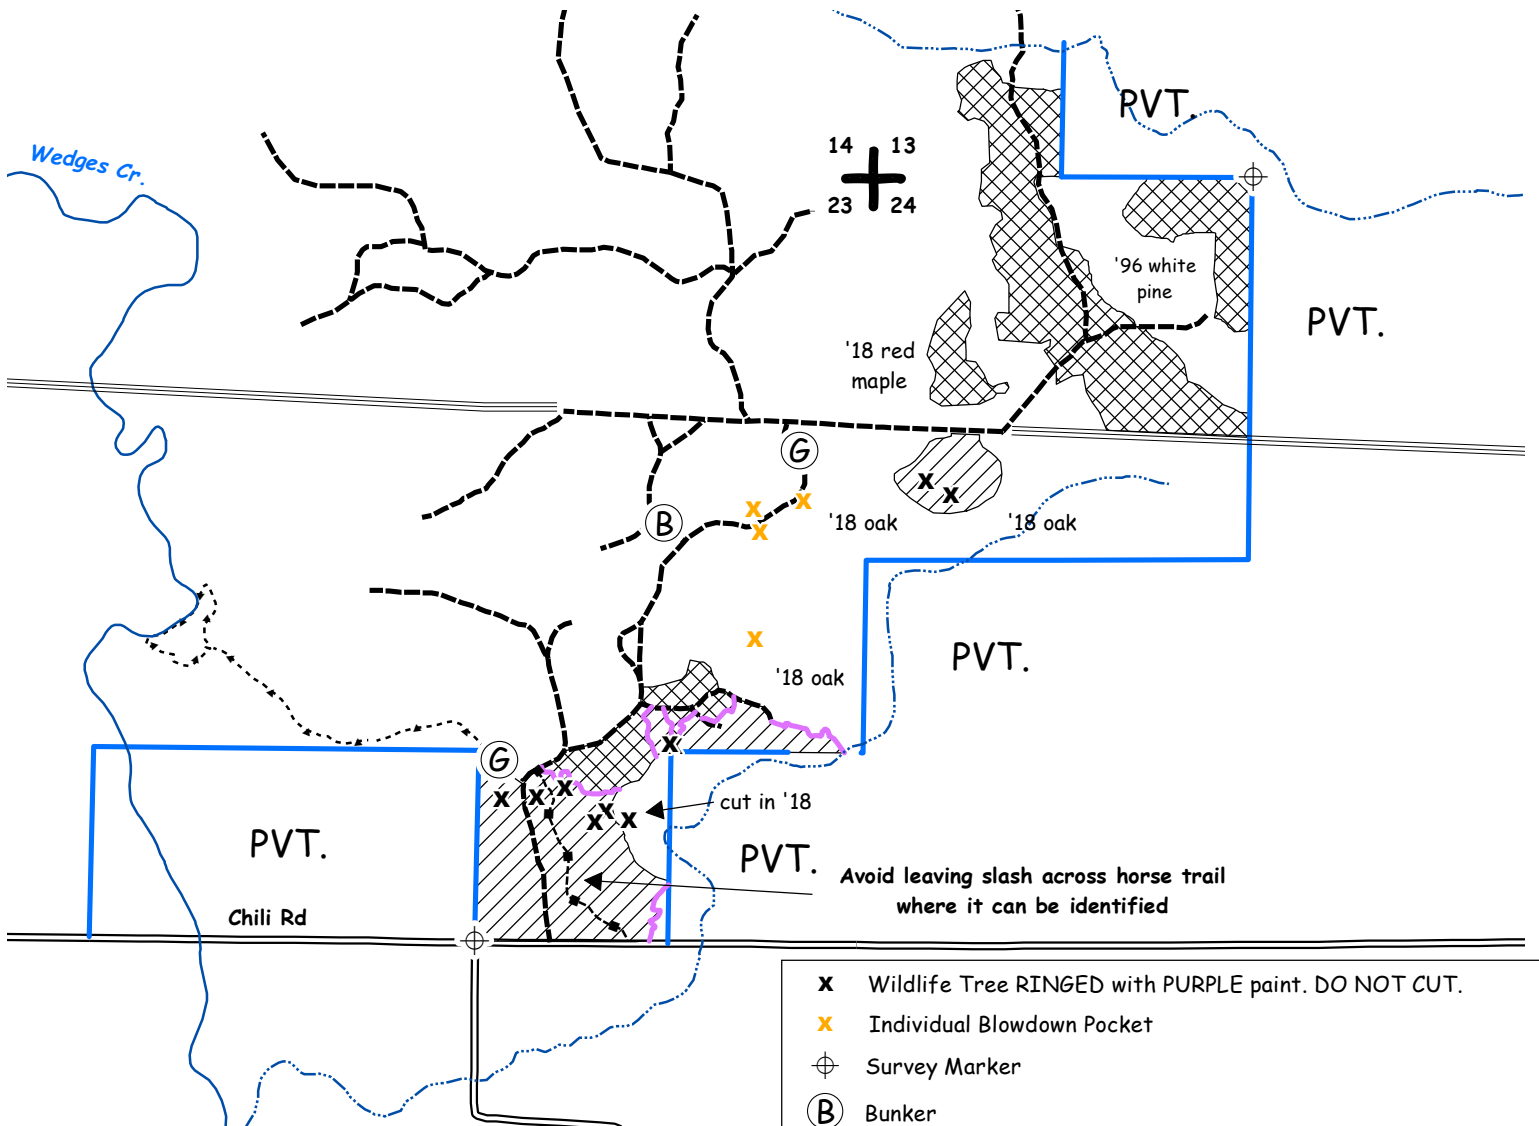 PVT.
14 13
Wedges Cr.
23 24
'96 white
pine
PVT.
'18 red
maple
G
X X
X X X
B
'18 oak
'18 oak
X
PVT.
'18 oak
X
G
X X X
X X X
cut in '18
PVT.
PVT.
Avoid leaving slash across horse trail
where it can be identified
Chili Rd
X Wildlife Tree RINGED with PURPLE paint. DO NOT CUT.
X Individual Blowdown Pocket
Survey Marker
B Bunker